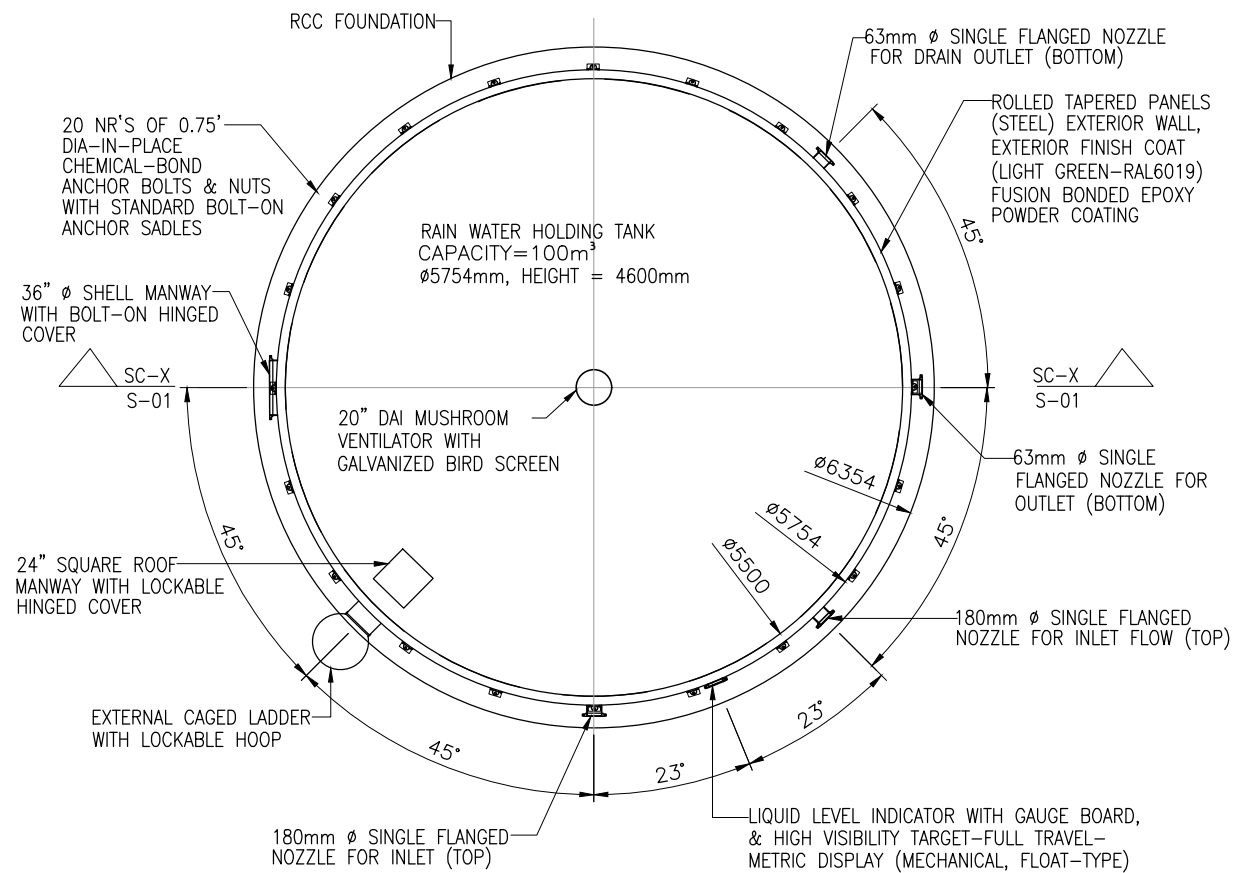 RCC FOUNDATION
63mm ø SINGLE FLANGED NOZZLE
FOR DRAIN OUTLET (BOTTOM)
20 NR'S OF 0.75'
DIA-IN-PLACE
CHEMICAL-BOND
ANCHOR BOLTS & NUTS
WITH STANDARD BOLT-ON
ANCHOR SADLES
ROLLED TAPERED PANELS
(STEEL) EXTERIOR WALL,
EXTERIOR FINISH COAT
(LIGHT GREEN-RAL6019)
FUSION BONDED EPOXY
POWDER COATING
45°
RAIN WATER HOLDING TANK
CAPACITY=100m³
ø5754mm, HEIGHT = 4600mm
36" ø SHELL MANWAY
WITH BOLT-ON HINGED
COVER
SC-X
S-01
SC-X
S-01
20" DAI MUSHROOM
VENTILATOR WITH
GALVANIZED BIRD SCREEN
63mm ø SINGLE
FLANGED NOZZLE FOR
OUTLET (BOTTOM)
ø6354
ø5754
ø5500
45°
45°
24" SQUARE ROOF
MANWAY WITH LOCKABLE
HINGED COVER
180mm ø SINGLE FLANGED
NOZZLE FOR INLET FLOW (TOP)
EXTERNAL CAGED LADDER
WITH LOCKABLE HOOP
45°
23°
23°
180mm ø SINGLE FLANGED
NOZZLE FOR INLET (TOP)
LIQUID LEVEL INDICATOR WITH GAUGE BOARD,
& HIGH VISIBILITY TARGET-FULL TRAVEL-
METRIC DISPLAY (MECHANICAL, FLOAT-TYPE)